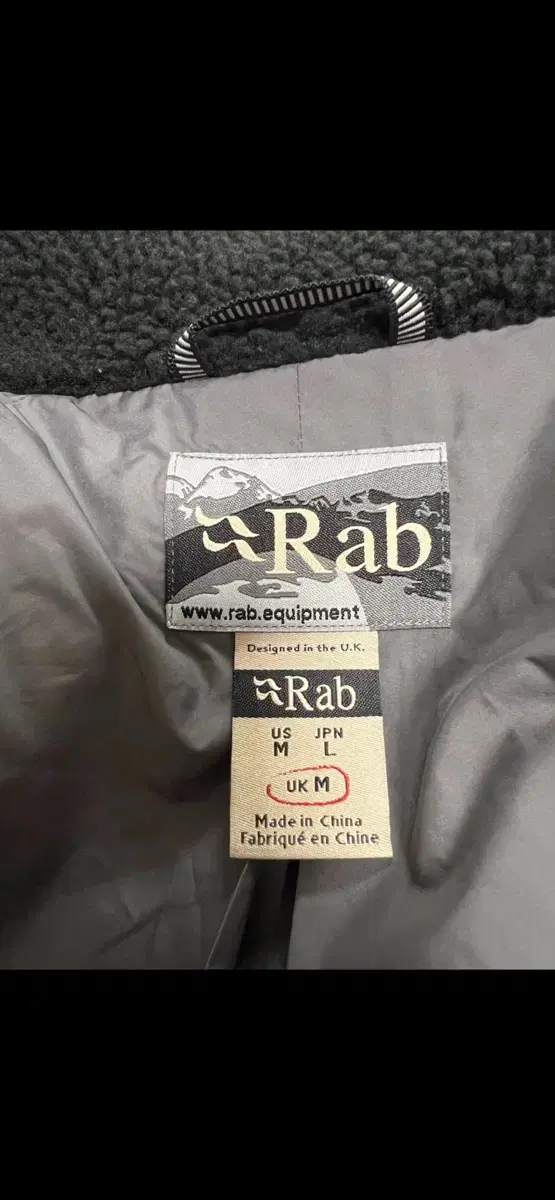 Rab
www.rab.equipment
Designed in the U.K.
Rab
US JPN
M L
UK M
Made in China
Fabriqué en Chine